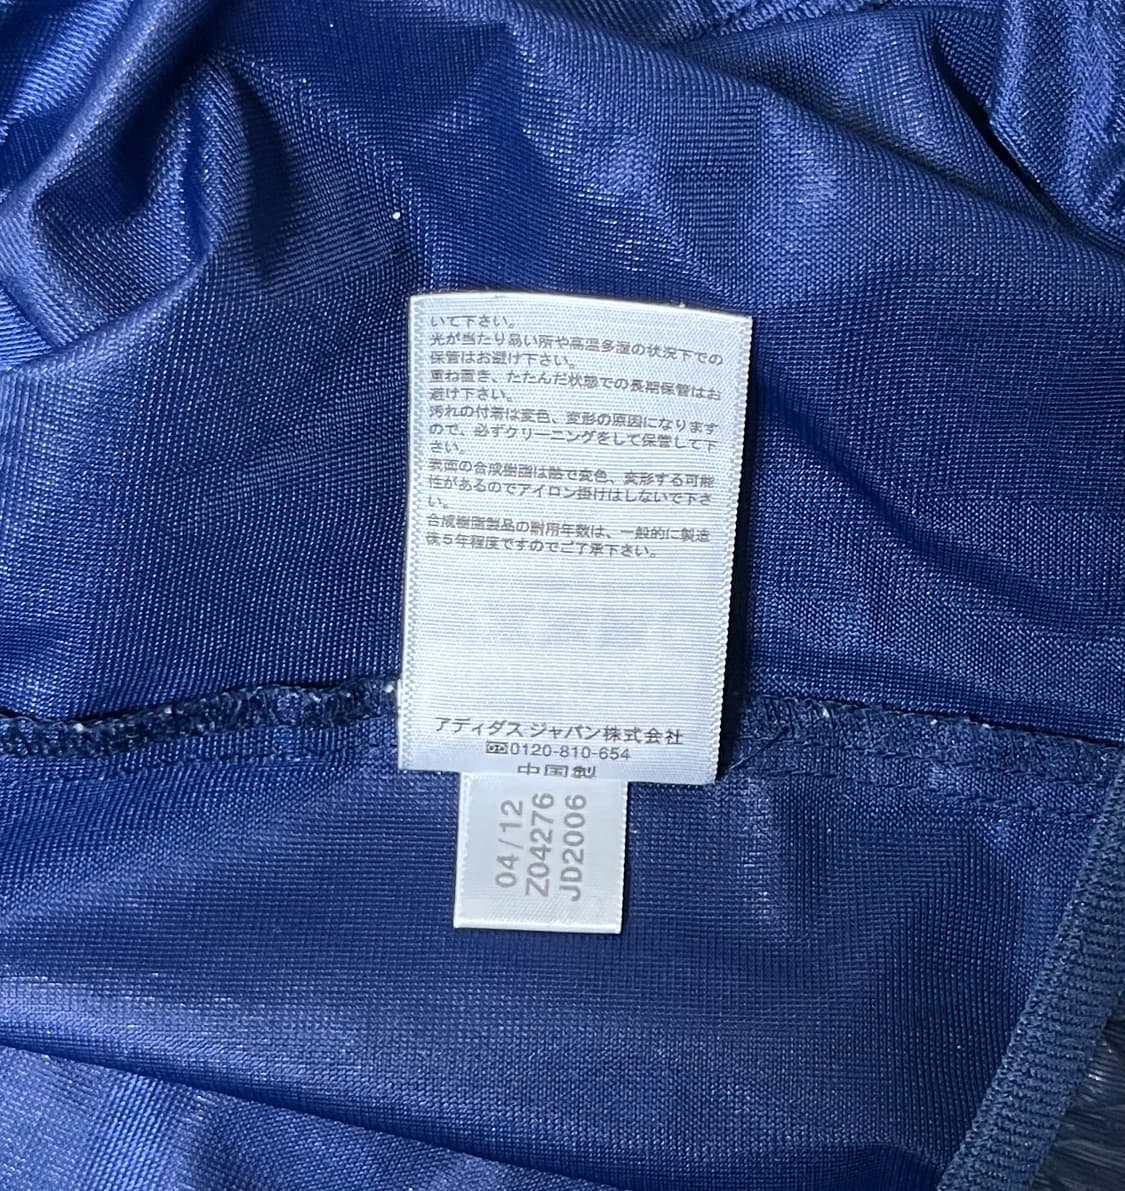 いて下さい。
光が当たり易い所や高温多湿の状況下での
保管はお避け下さい。
重ね置き、たたんだ状態での長期保管はお
避け下さい。
汚れの付着は変色、変形の原因になります
ので、必ずクリーニングをして保管して下
さい。
表面の合成樹脂は熱で変色、変形する可能
性があるのでアイロン掛けはしないで下さ
い。
合成樹脂製品の耐用年数は、一般的に製造
後5年程度ですのでご了承下さい。
アディダス ジャパン株式会社
0120-810-654
中国製
04/12
Z04276
JD2006